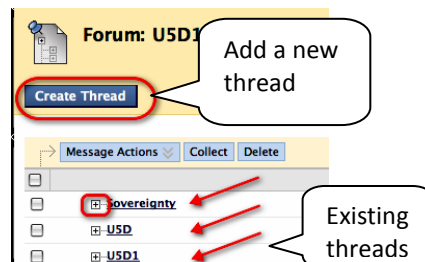 Forum: U5D1
Add a new
thread
Create Thread
Message Actions Collect Delete
Sovereignty
U5D
U5D1
Existing
threads